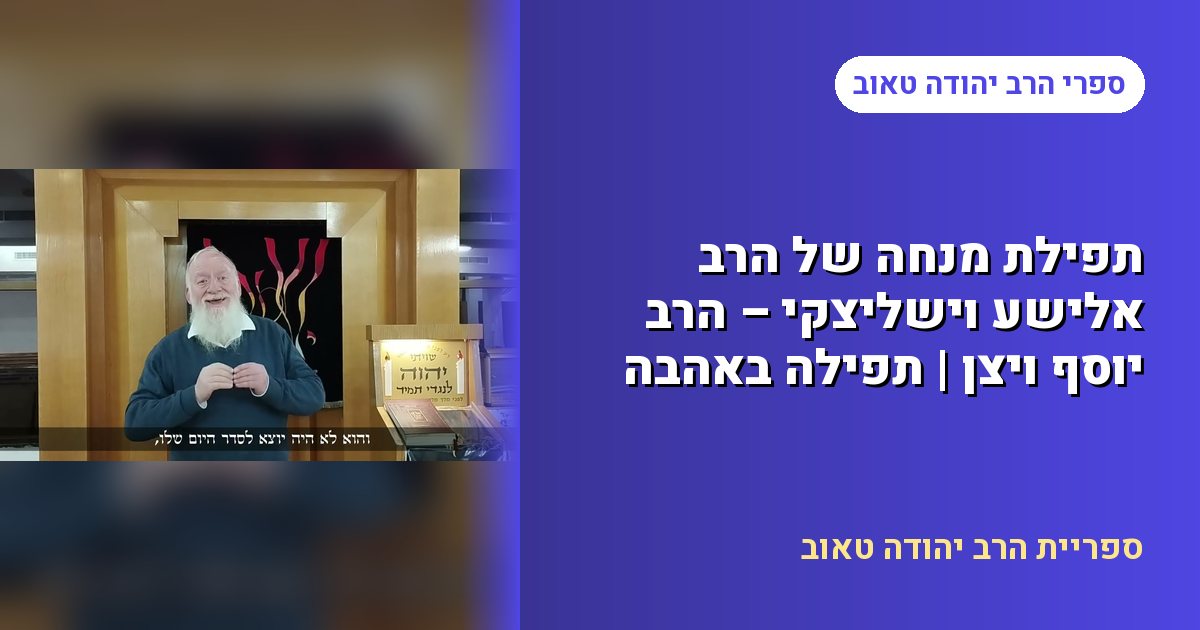 ספרי הרב יהודה טאוב
תפילת מנחה של הרב
אלישע וישליצקי – הרב
יוסף ויצן | תפילה באהבה
שויתי
יהוה
לנגדי תמיד
והוא לא היה יוצא לסדר היום שלו,
ספריית הרב יהודה טאוב